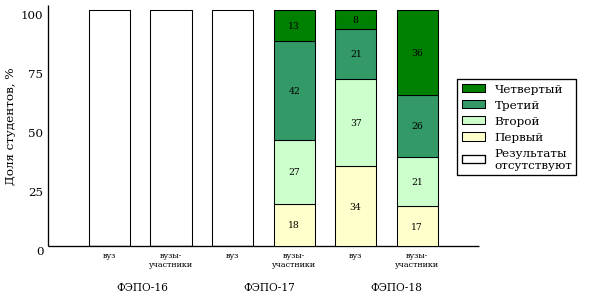 Доля студентов, %
100
75
50
25
0
13
42
27
18
8
21
37
34
36
26
21
17
вуз
вузы-
участники
вуз
вузы-
участники
вуз
вузы-
участники
ФЭПО-16
ФЭПО-17
ФЭПО-18
Четвертый
Третий
Второй
Первый
Результаты
отсутствуют